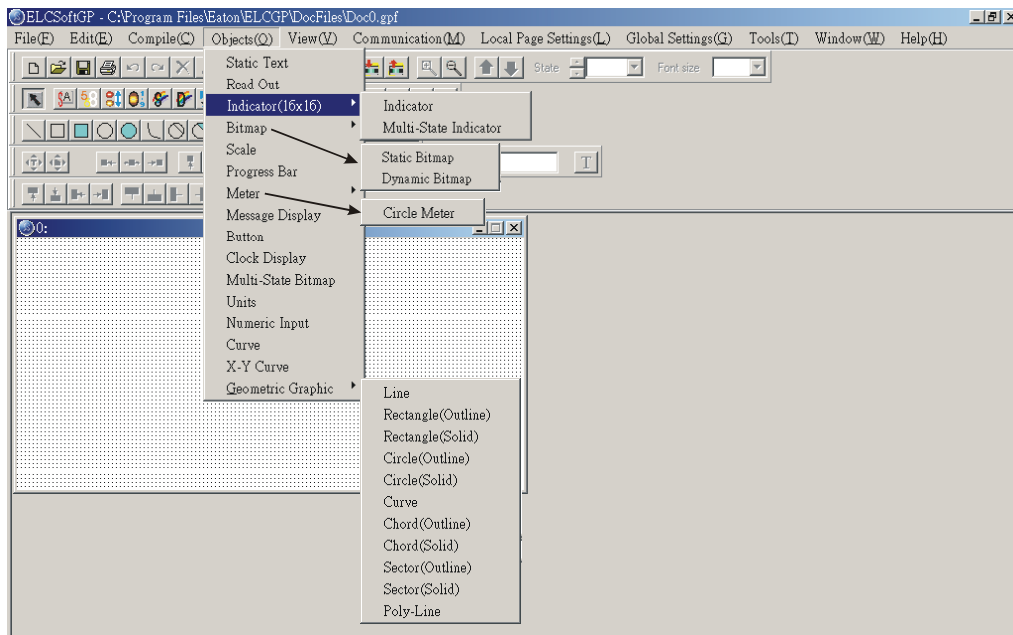 ELCSoftGP - C:\Program Files\Eaton\ELCGP\DocFiles\Doc0.gpf
File(F) Edit(E) Compile(C) Objects(O) View(V) Communication(M) Local Page Settings(L) Global Settings(G) Tools(T) Window(W) Help(H)
State Font size
Static Text
Read Out
Indicator(16x16)
Bitmap
Scale
Progress Bar
Meter
Message Display
Button
Clock Display
Multi-State Bitmap
Units
Numeric Input
Curve
X-Y Curve
Geometric Graphic
Indicator
Multi-State Indicator
Static Bitmap
Dynamic Bitmap
Circle Meter
Line
Rectangle(Outline)
Rectangle(Solid)
Circle(Outline)
Circle(Solid)
Curve
Chord(Outline)
Chord(Solid)
Sector(Outline)
Sector(Solid)
Poly-Line
T
0: